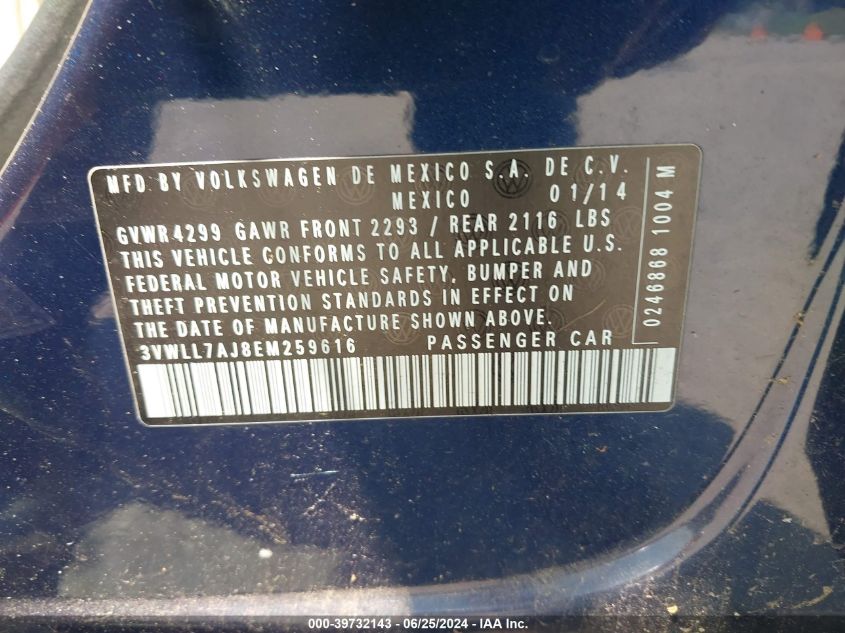 MFD BY VOLKSWAGEN DE MEXICO S.A. DE C.V.
MEXICO 01/14
GVWR4299 GAWR FRONT 2293 / REAR 2116 LBS
THIS VEHICLE CONFORMS TO ALL APPLICABLE U.S.
FEDERAL MOTOR VEHICLE SAFETY, BUMPER AND
THEFT PREVENTION STANDARDS IN EFFECT ON
THE DATE OF MANUFACTURE SHOWN ABOVE.
3VWLL7AJ8EM259616 PASSENGER CAR
0246868 1004 M
000-39732143 - 06/25/2024 - IAA Inc.